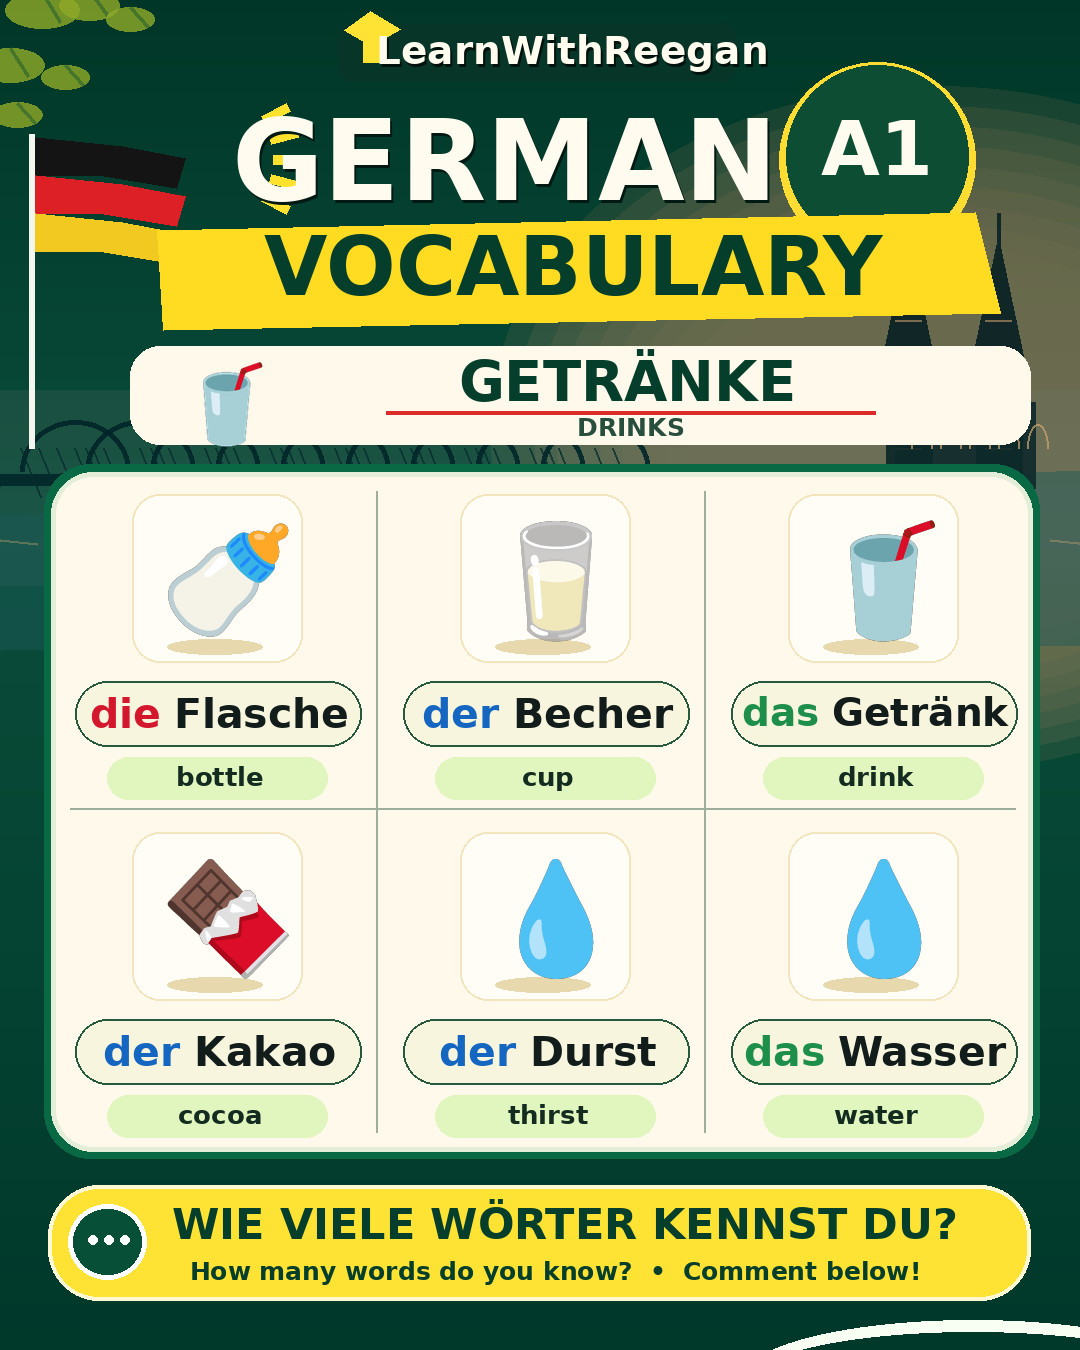 LearnWithReegan
GERMAN
A1
VOCABULARY
GETRÄNKE
DRINKS
die Flasche
bottle
der Becher
cup
das Getränk
drink
der Kakao
cocoa
der Durst
thirst
das Wasser
water
WIE VIELE WÖRTER KENNST DU?
How many words do you know? • Comment below!